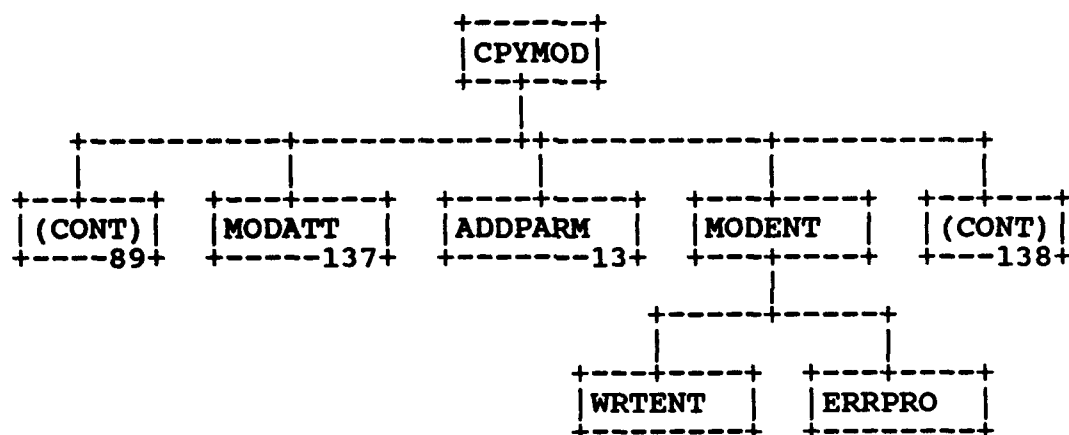 CPYMOD
(CONT) MODATT ADDPARM MODENT (CONT)
89 137 13 138
WRTENT ERRPRO